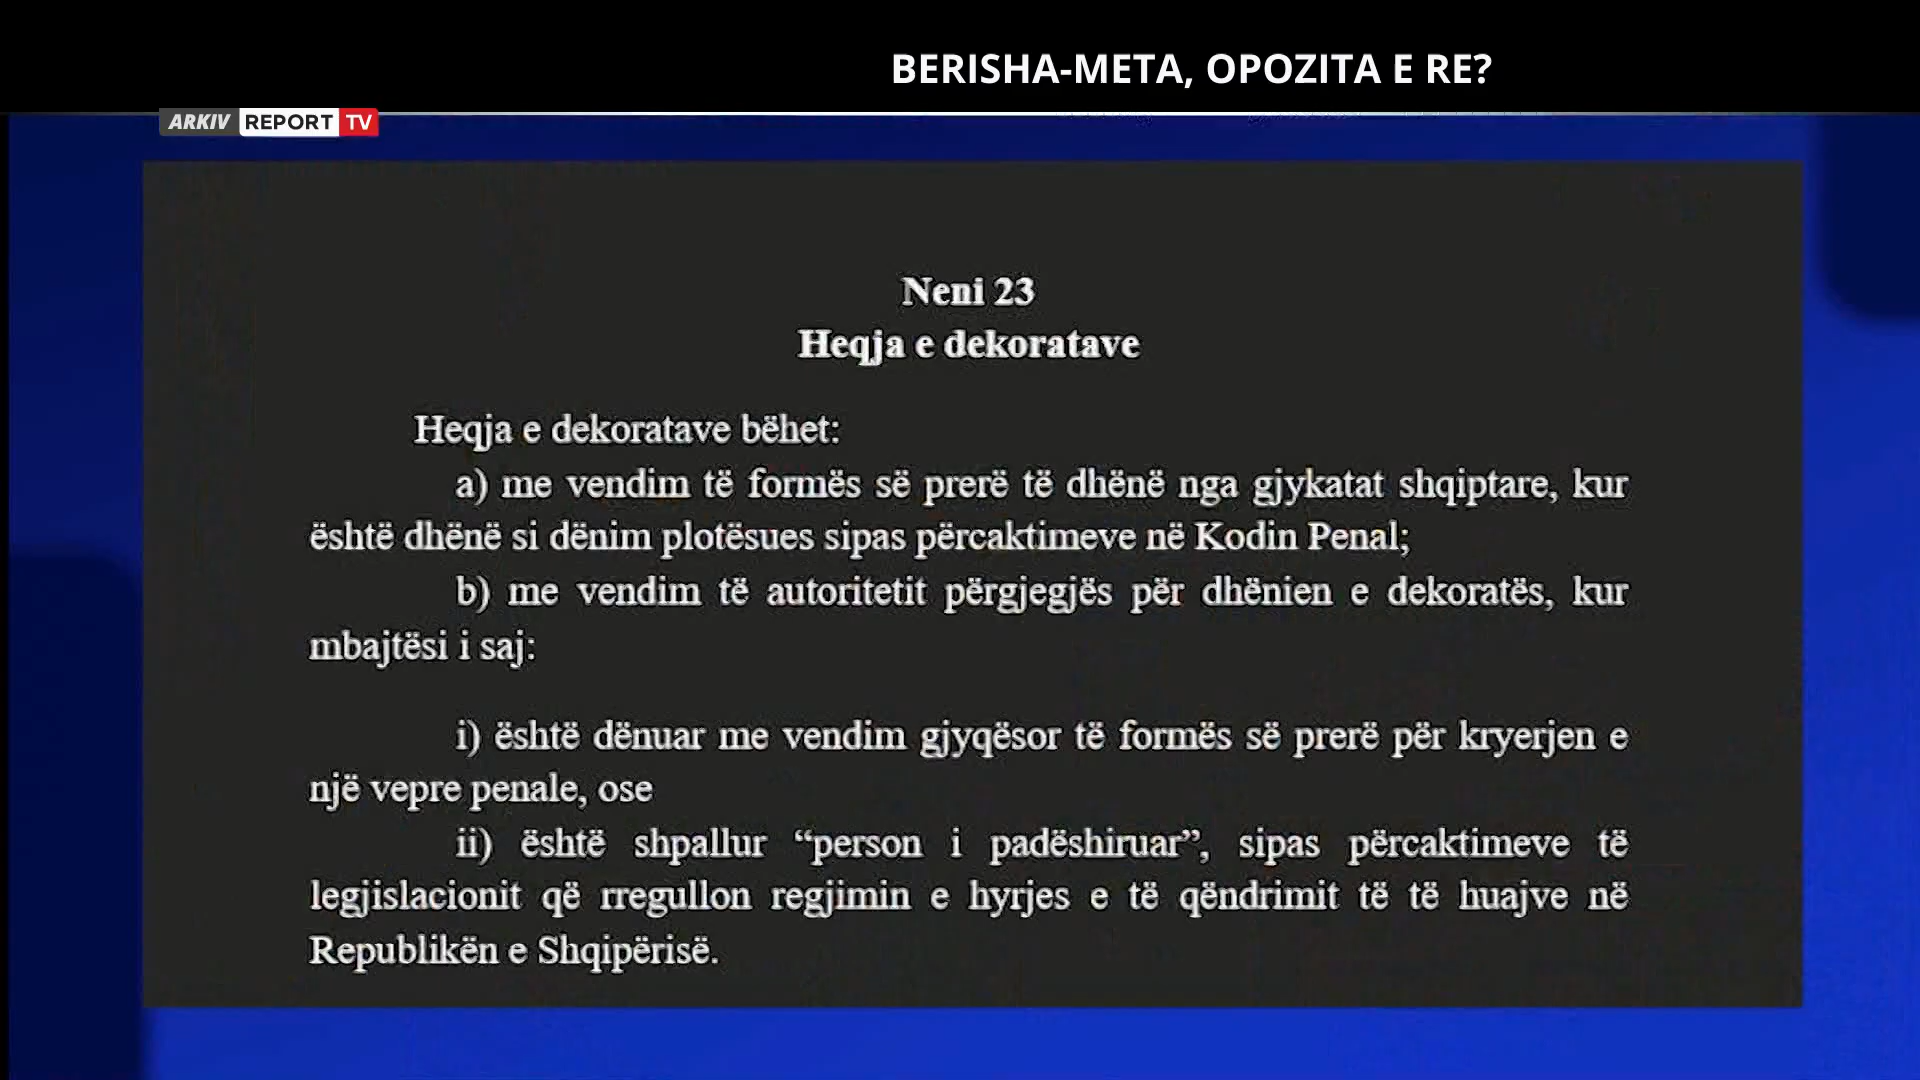 BERISHA-META, OPOZITA E RE?
ARKIV REPORT TV
Neni 23
Heqja e dekoratave
Heqja e dekoratave bëhet:
a) me vendim të formës së prerë të dhënë nga gjykatat shqiptare, kur
është dhënë si dënim plotësues sipas përcaktimeve në Kodin Penal;
b) me vendim të autoritetit përgjegjës për dhënien e dekoratës, kur
mbajtësi i saj:
i) është dënuar me vendim gjyqësor të formës së prerë për kryerjen e
një vepre penale, ose
ii) është shpallur “person i padëshiruar”, sipas përcaktimeve të
legjislacionit që rregullon regjimin e hyrjes e të qëndrimit të të huajve në
Republikën e Shqipërisë.